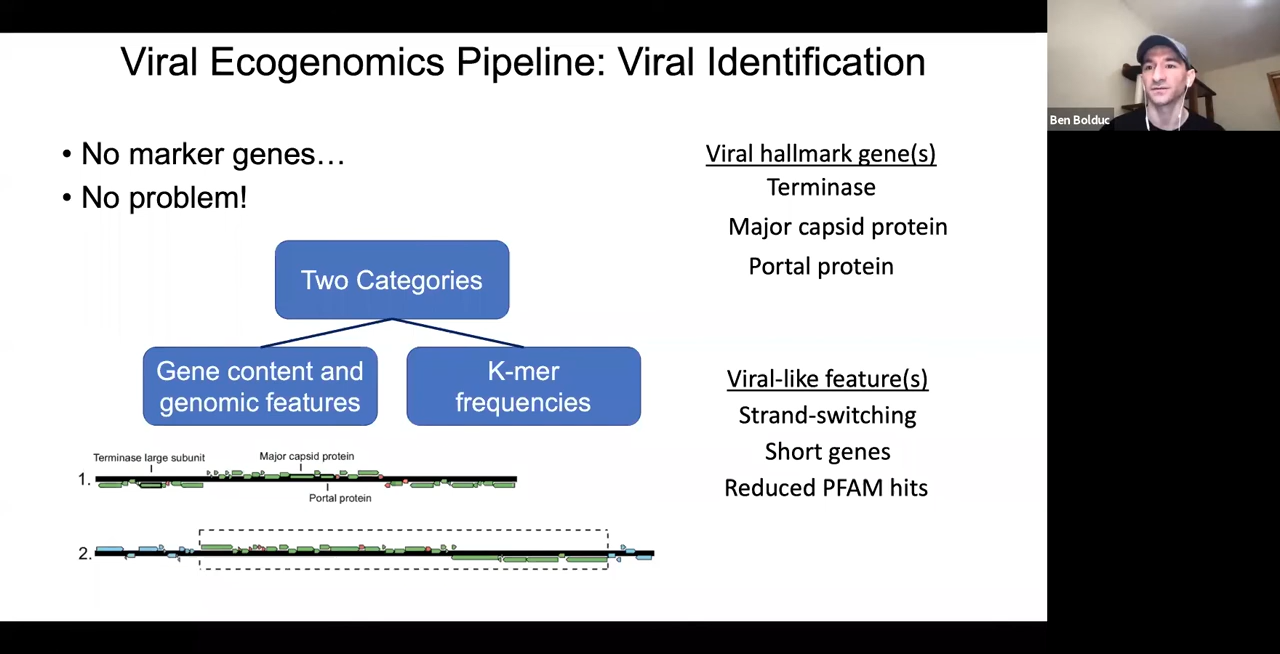 Viral Ecogenomics Pipeline: Viral Identification
• No marker genes…
• No problem!
Two Categories
Gene content and
genomic features
K-mer
frequencies
Terminase large subunit
Major capsid protein
1.
Portal protein
2.
Viral hallmark gene(s)
Terminase
Major capsid protein
Portal protein
Viral-like feature(s)
Strand-switching
Short genes
Reduced PFAM hits
Ben Bolduc